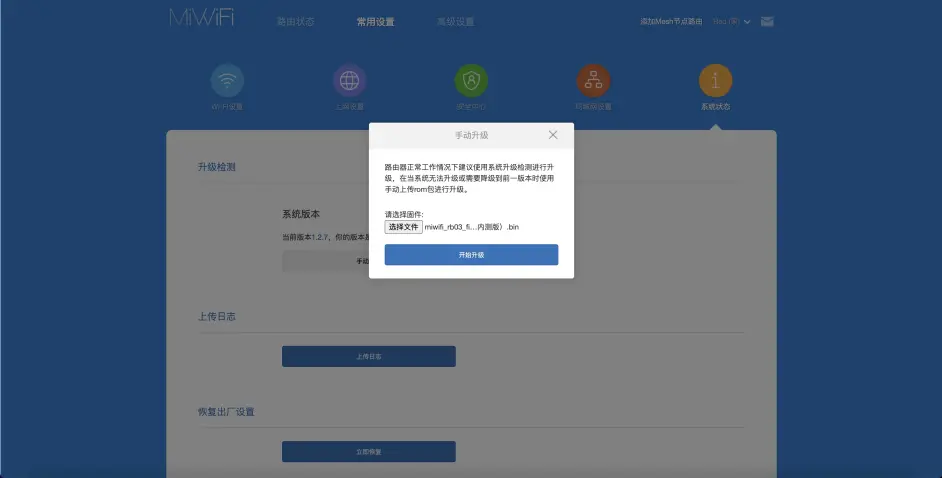 MiWiFi
路由状态
常用设置
高级设置
添加Mesh节点路由
Wi-Fi设置
上网设置
安全中心
局域网设置
系统状态
手动升级
升级检测
路由器正常工作情况下建议使用系统升级检测进行升
级，在当系统无法升级或需要降级到前一版本时使用
手动上传rom包进行升级。
系统版本
请选择固件:
选择文件 miwifi_rb03_fi...内测版）.bin
当前版本1.2.7，你的版本是
开始升级
手动
上传日志
上传日志
恢复出厂设置
立即恢复